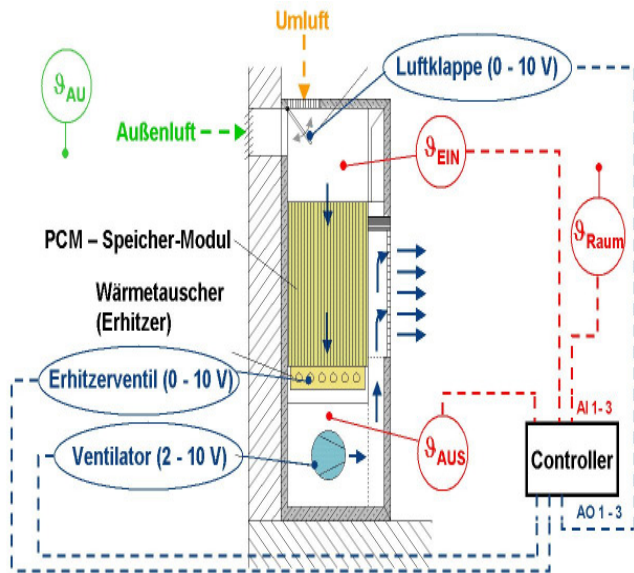 Umluft
Luftklappe (0 - 10 V)
ϑAU
Außenluft
ϑEIN
ϑRaum
PCM – Speicher-Modul
Wärmetauscher
(Erhitzer)
Erhitzerventil (0 - 10 V)
AI 1 - 3
ϑAUS
Ventilator (2 - 10 V)
Controller
AO 1 - 3